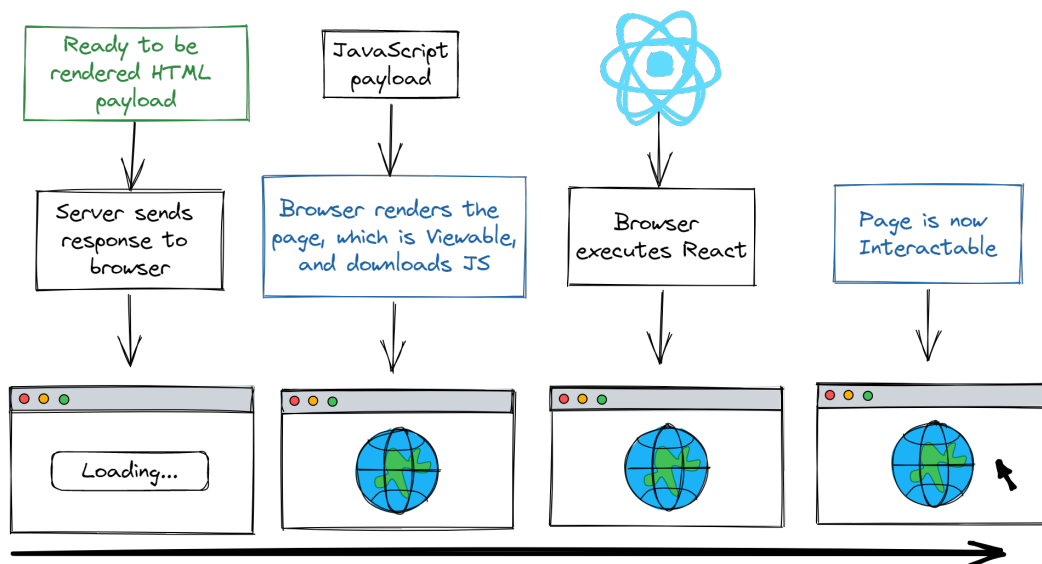 Ready to be
rendered HTML
payload
JavaScript
payload
Server sends
response to
browser
Browser renders the
page, which is Viewable,
and downloads JS
Browser
executes React
Page is now
Interactable
Loading...